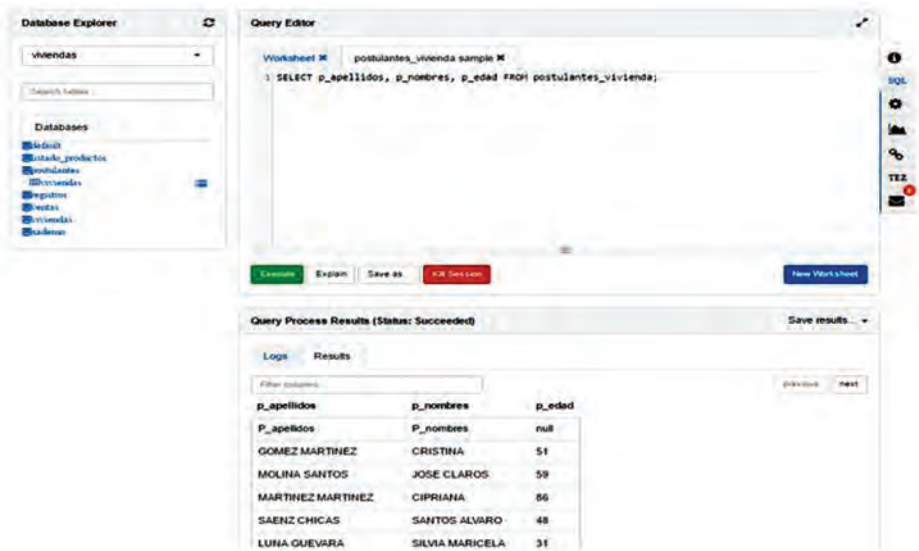 Database Explorer
viviendas
Search tables...
Databases
default
listado_productos
postulantes
viviendas
registros
ventas
viviendas
xademo
Query Editor
Worksheet ✖ postulantes_vivienda sample ✖
1 SELECT p_apellidos, p_nombres, p_edad FROM postulantes_vivienda;
Execute Explain Save as... Kill Session New Worksheet
SQL
TEZ
Query Process Results (Status: Succeeded) Save results...
Logs Results
Filter columns... previous next
p_apellidos p_nombres p_edad
P_apellidos P_nombres null
GOMEZ MARTINEZ CRISTINA 51
MOLINA SANTOS JOSE CLAROS 59
MARTINEZ MARTINEZ CIPRIANA 86
SAENZ CHICAS SANTOS ALVARO 48
LUNA GUEVARA SILVIA MARICELA 31